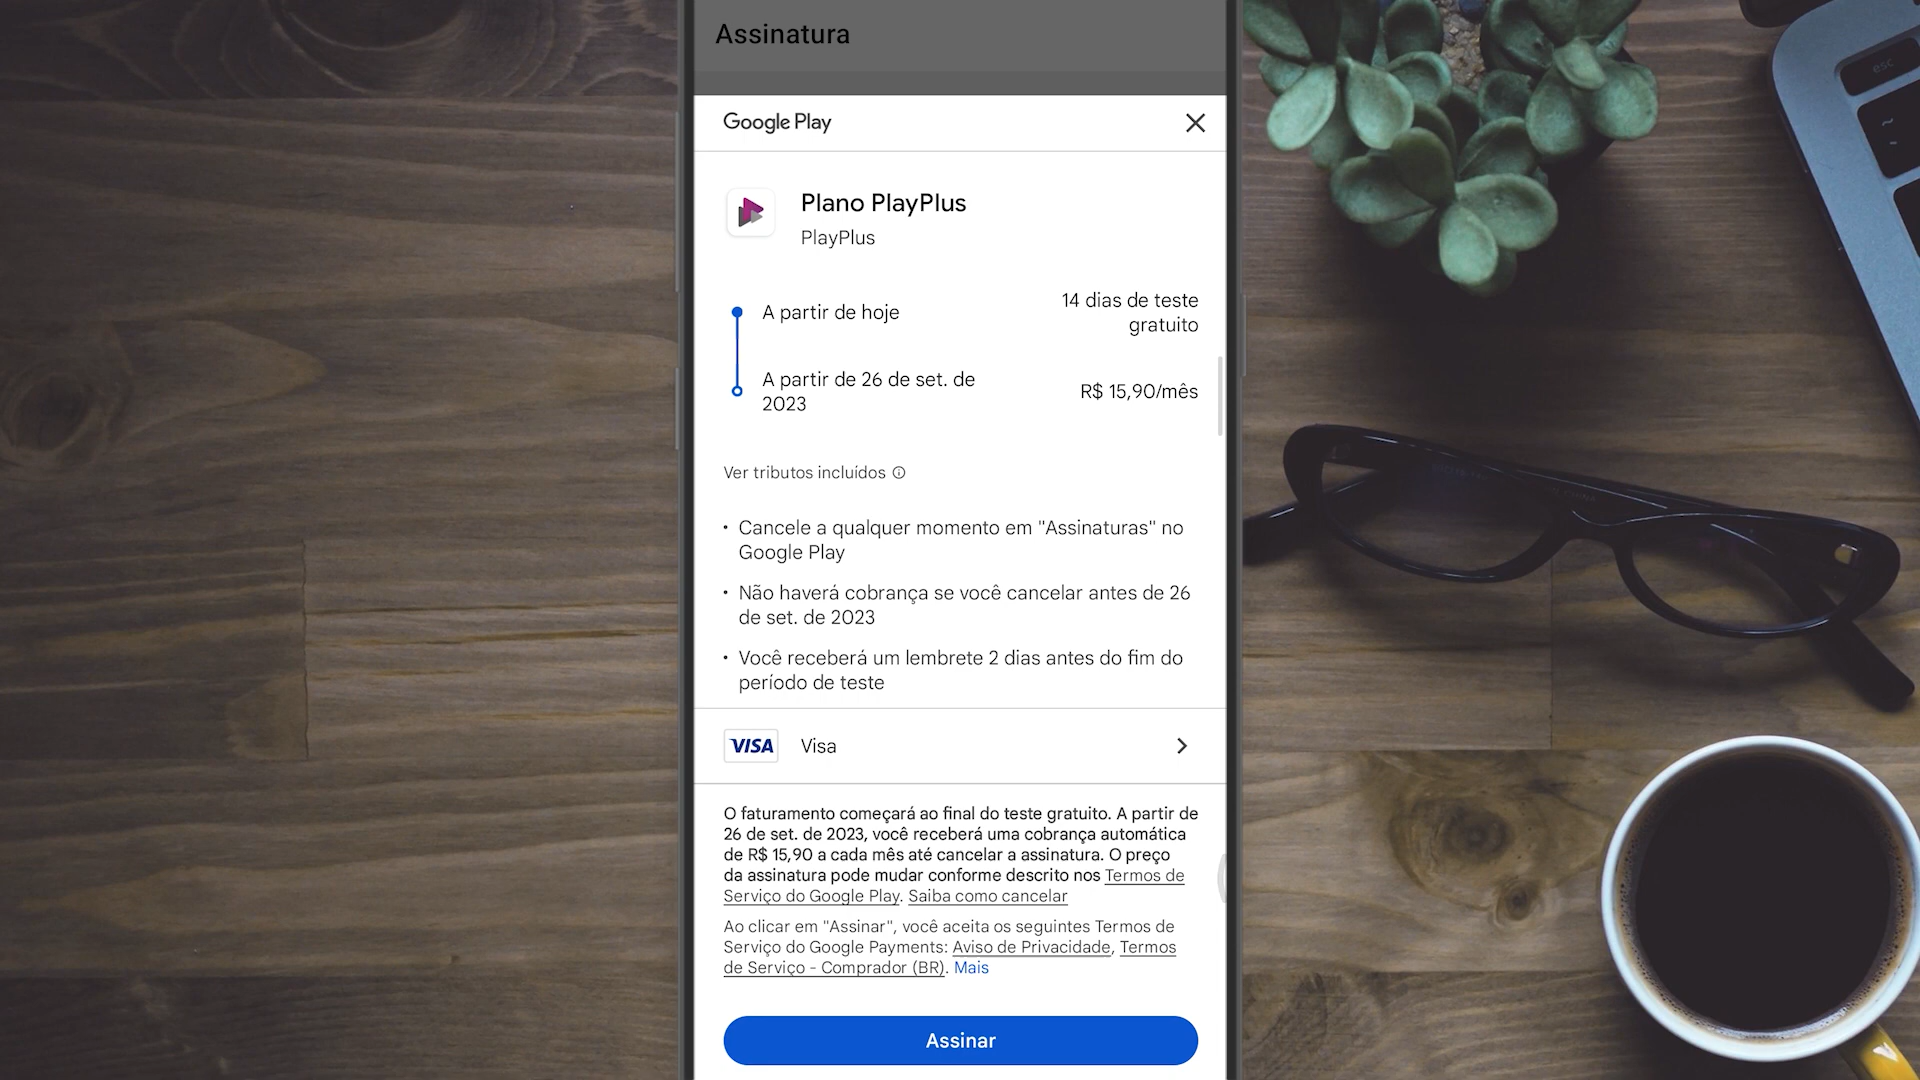 Assinatura
Google Play
Plano PlayPlus
PlayPlus
A partir de hoje
14 dias de teste
gratuito
A partir de 26 de set. de
2023
R$ 15,90/mês
Ver tributos incluídos
• Cancele a qualquer momento em "Assinaturas" no
Google Play
• Não haverá cobrança se você cancelar antes de 26
de set. de 2023
• Você receberá um lembrete 2 dias antes do fim do
período de teste
VISA
Visa
O faturamento começará ao final do teste gratuito. A partir de
26 de set. de 2023, você receberá uma cobrança automática
de R$ 15,90 a cada mês até cancelar a assinatura. O preço
da assinatura pode mudar conforme descrito nos Termos de
Serviço do Google Play. Saiba como cancelar
Ao clicar em "Assinar", você aceita os seguintes Termos de
Serviço do Google Payments: Aviso de Privacidade, Termos
de Serviço - Comprador (BR). Mais
Assinar
esc